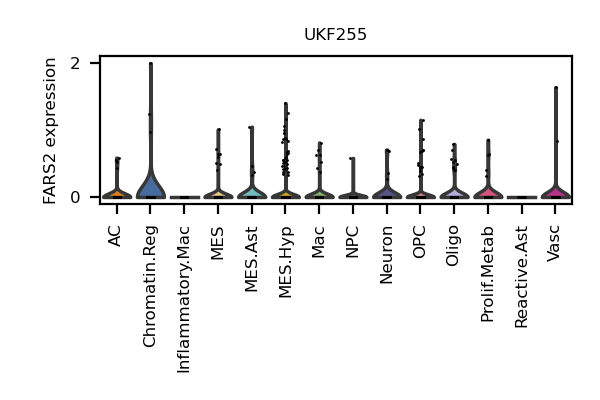 UKF255
FARS2 expression
2
0
AC
Chromatin.Reg
Inflammatory.Mac
MES
MES.Ast
MES.Hyp
Mac
NPC
Neuron
OPC
Oligo
Prolif.Metab
Reactive.Ast
Vasc